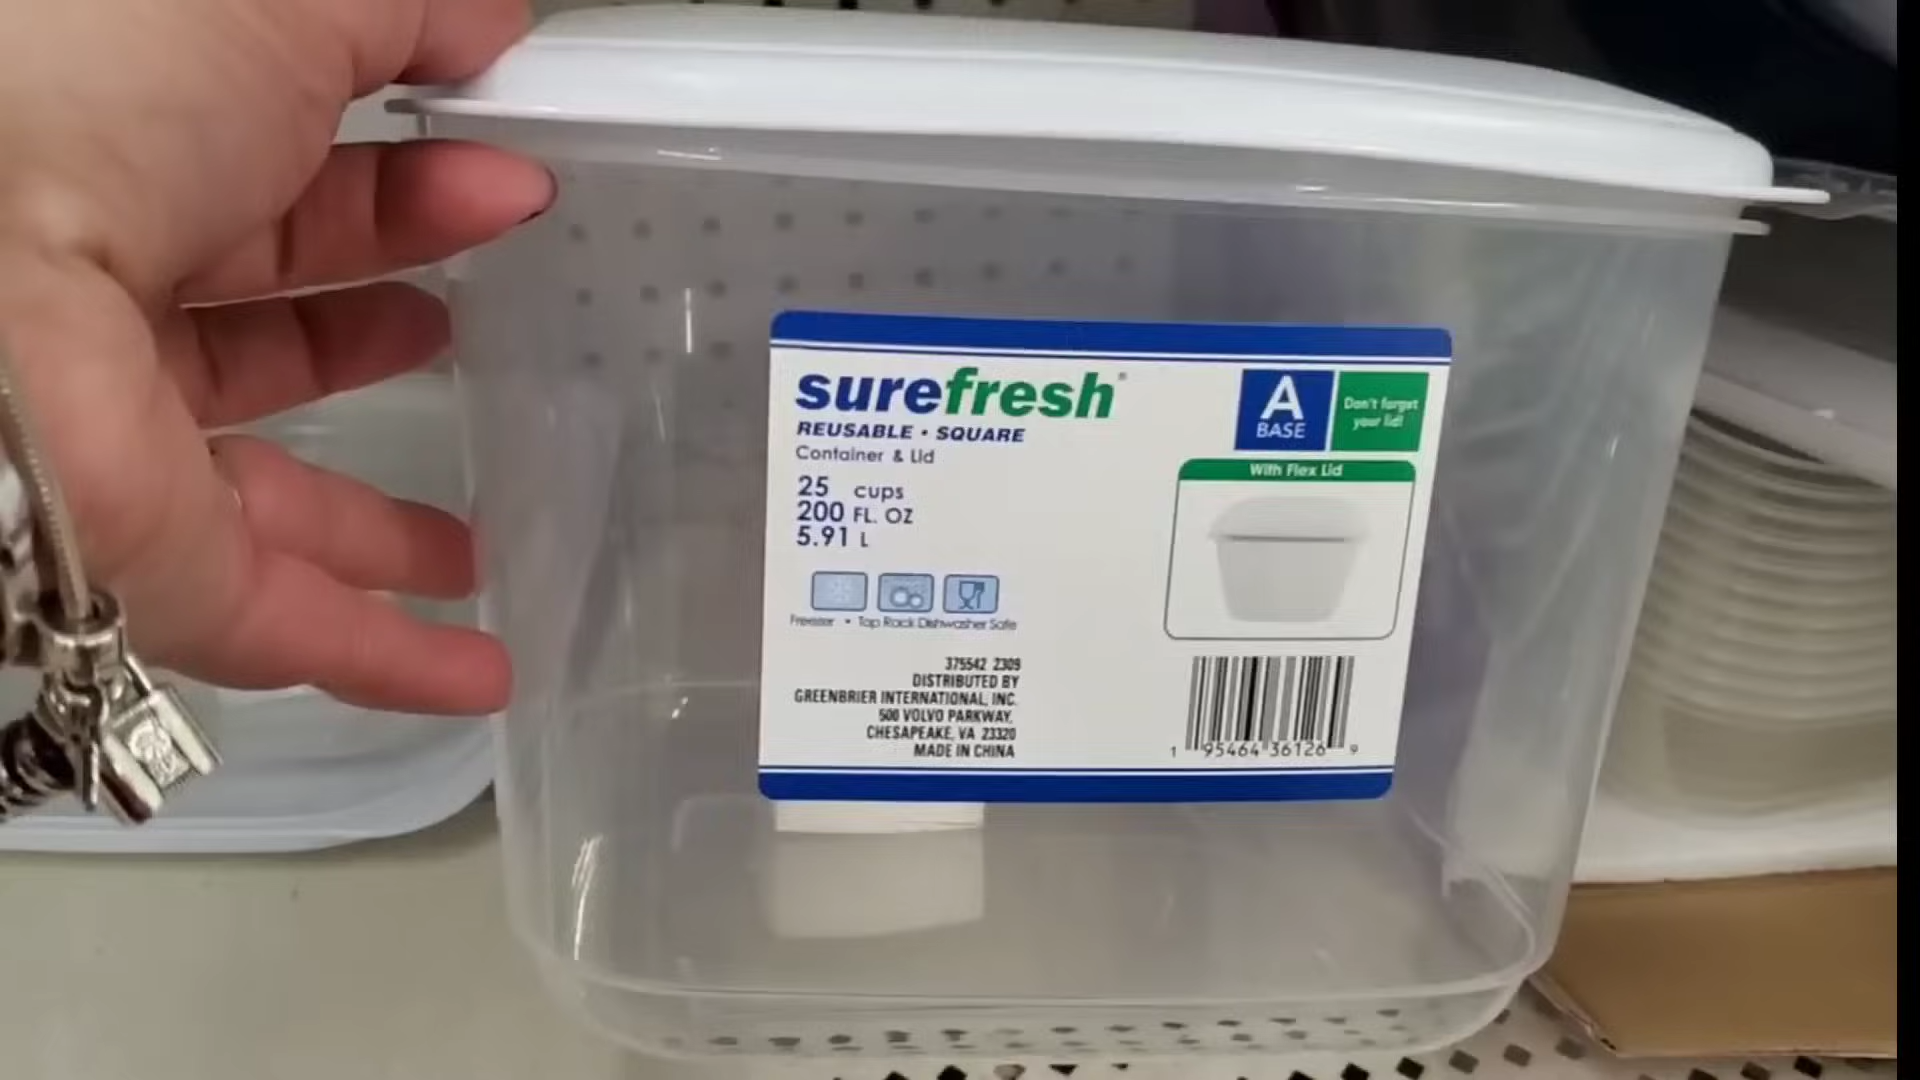 surefresh®
REUSABLE • SQUARE
Container & Lid
25 cups
200 FL. OZ
5.91 L
Freezer • Top Rack Dishwasher Safe
375542 2309
DISTRIBUTED BY
GREENBRIER INTERNATIONAL, INC.
500 VOLVO PARKWAY,
CHESAPEAKE, VA 23320
MADE IN CHINA
A
BASE
Don't forget
your lid!
With Flex Lid
1 95464 36126 9